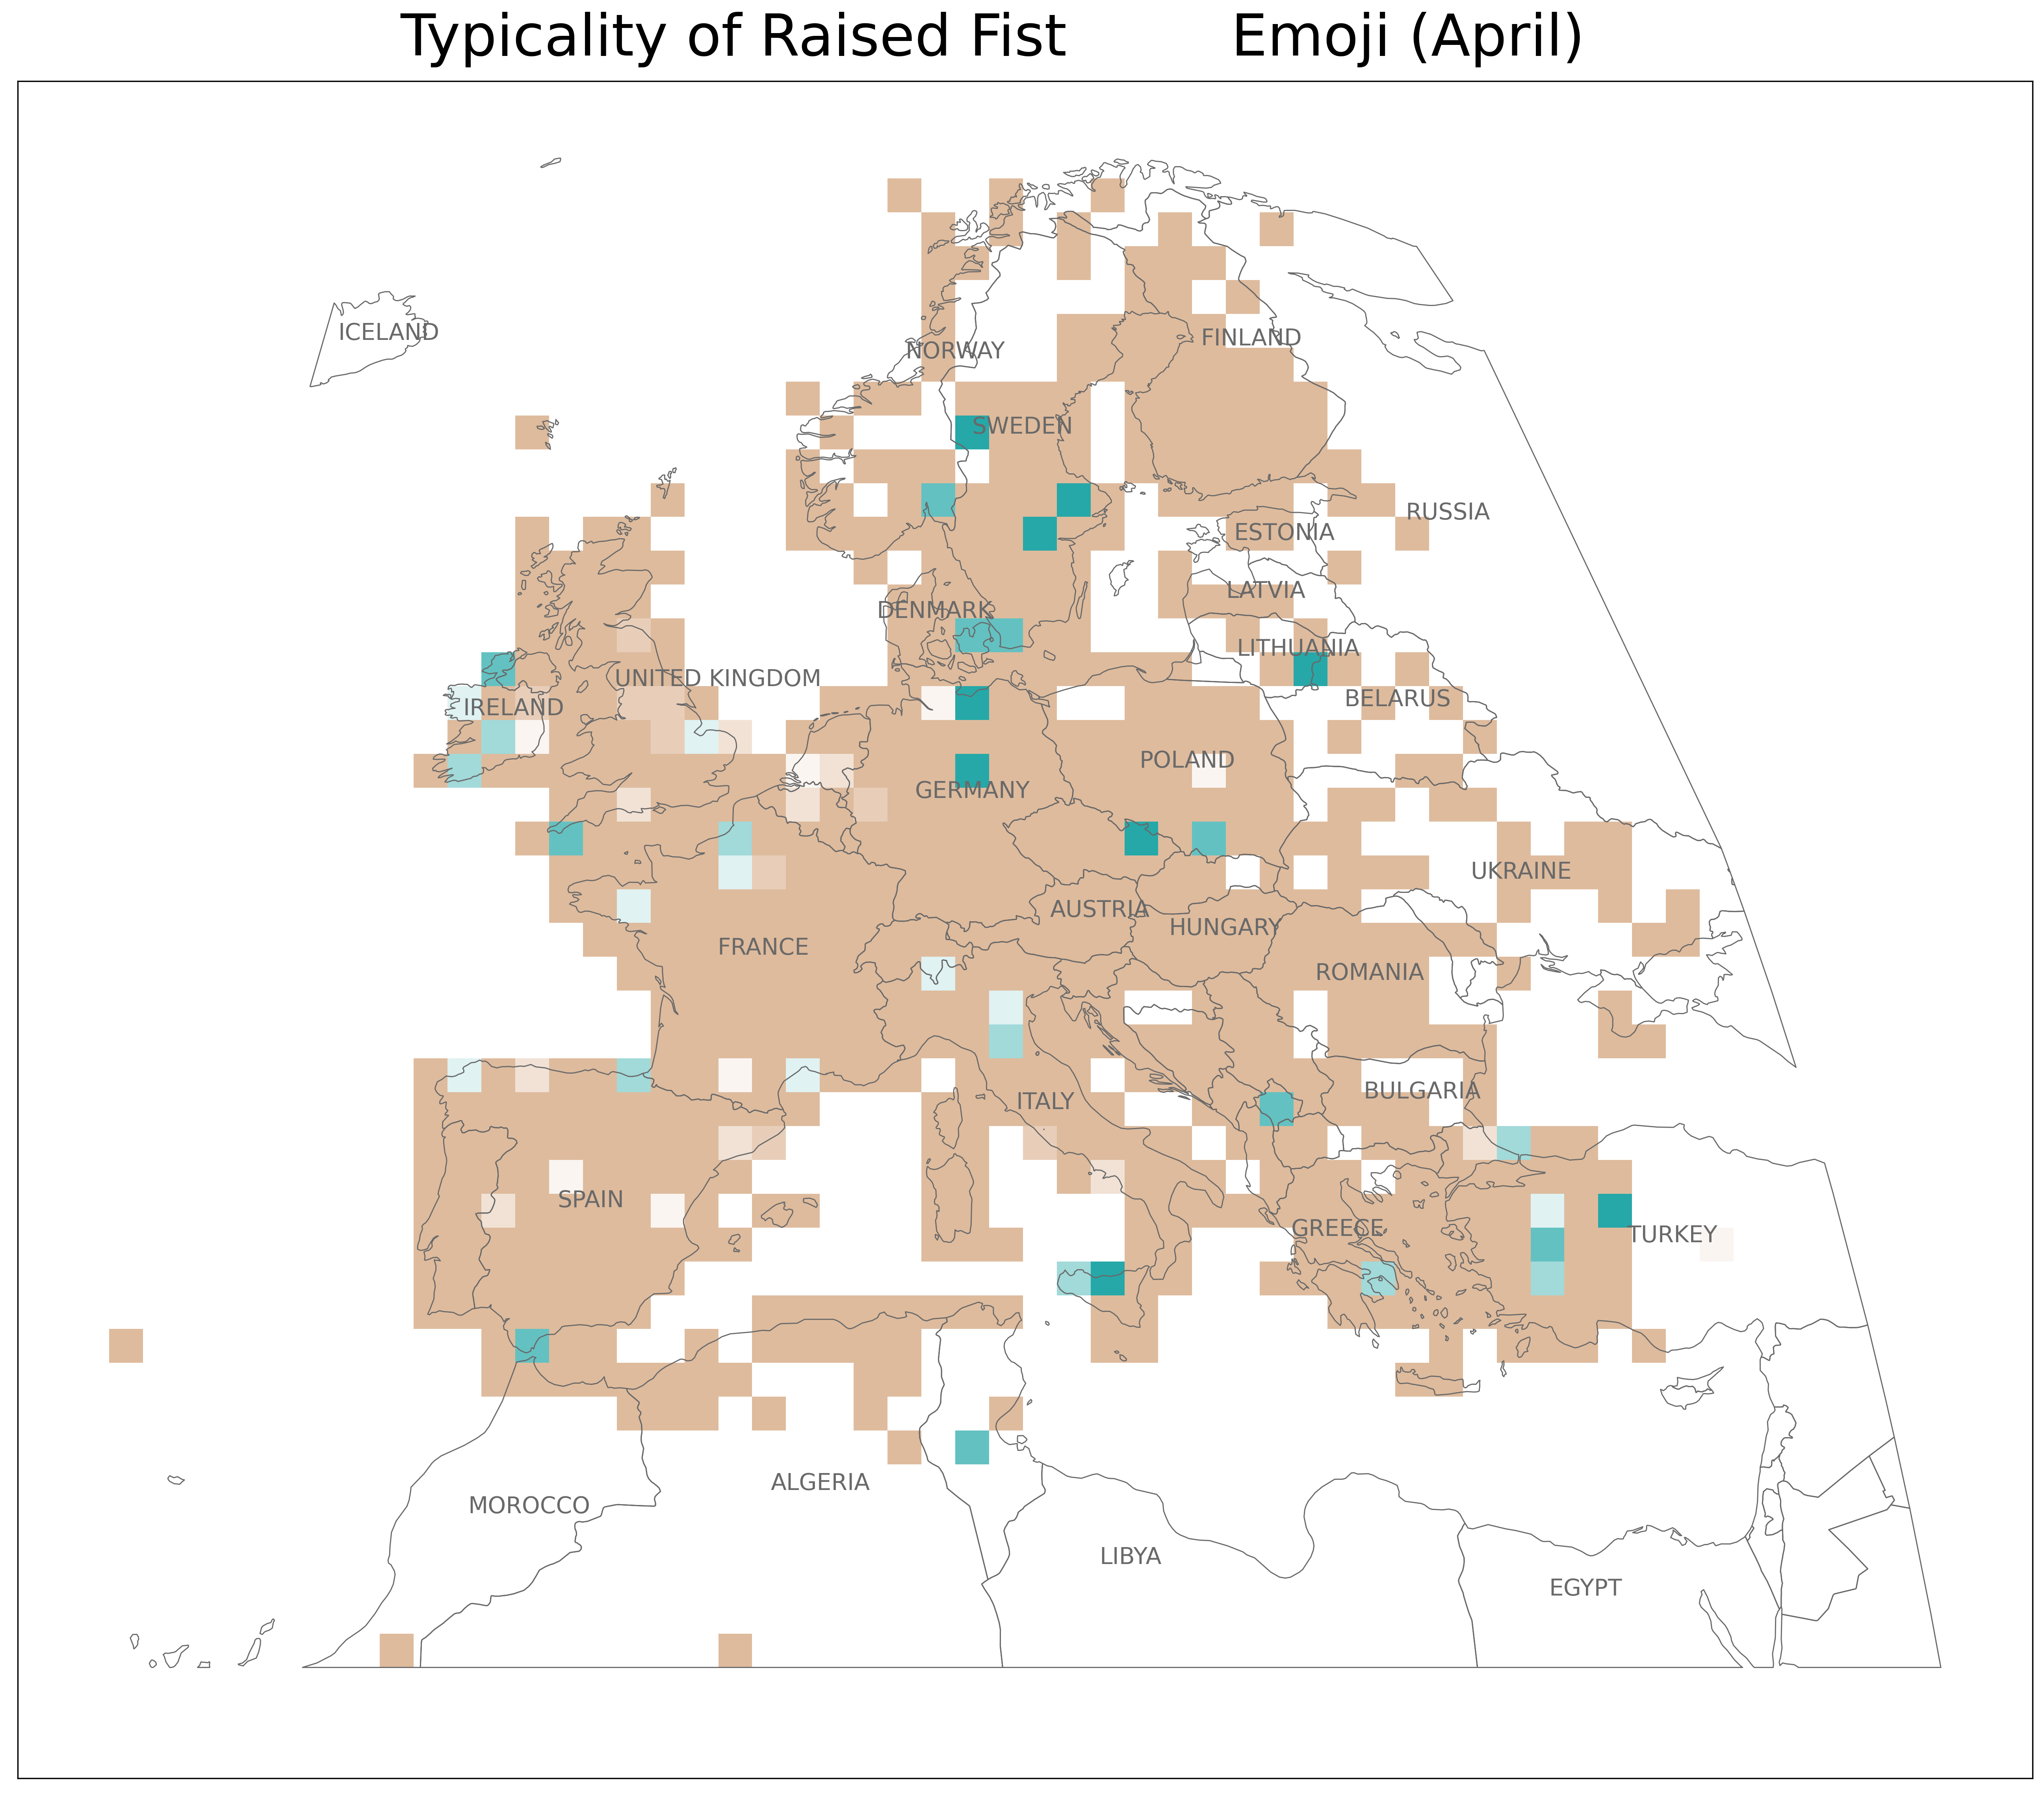 Typicality of Raised Fist Emoji (April)
ICELAND
NORWAY
FINLAND
SWEDEN
RUSSIA
ESTONIA
LATVIA
DENMARK
LITHUANIA
UNITED KINGDOM
BELARUS
IRELAND
POLAND
GERMANY
UKRAINE
AUSTRIA
HUNGARY
FRANCE
ROMANIA
BULGARIA
ITALY
SPAIN
GREECE
TURKEY
ALGERIA
MOROCCO
LIBYA
EGYPT